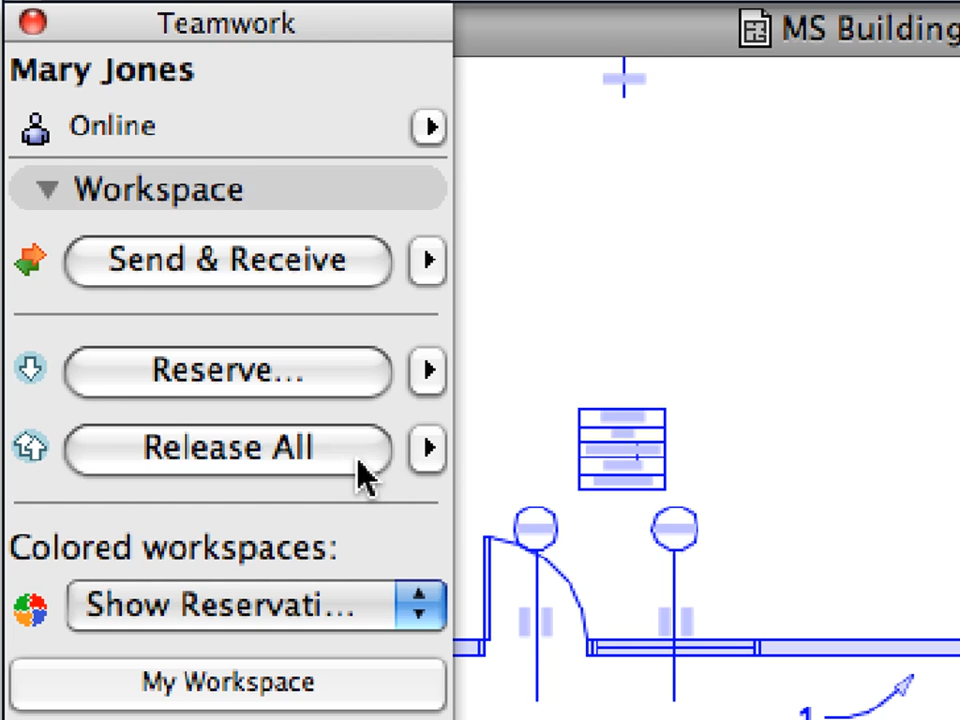 Teamwork
MS Building
Mary Jones
Online
Workspace
Send & Receive
Reserve...
Release All
Colored workspaces:
Show Reservati...
My Workspace
1